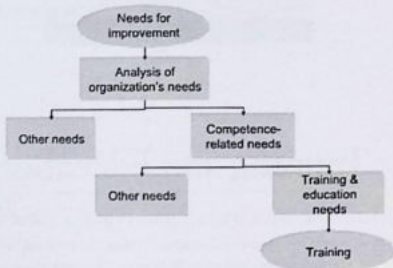 Needs for
improvement
Analysis of
organization's needs
Other needs
Competence-
related needs
Other needs
Training &
education
needs
Training